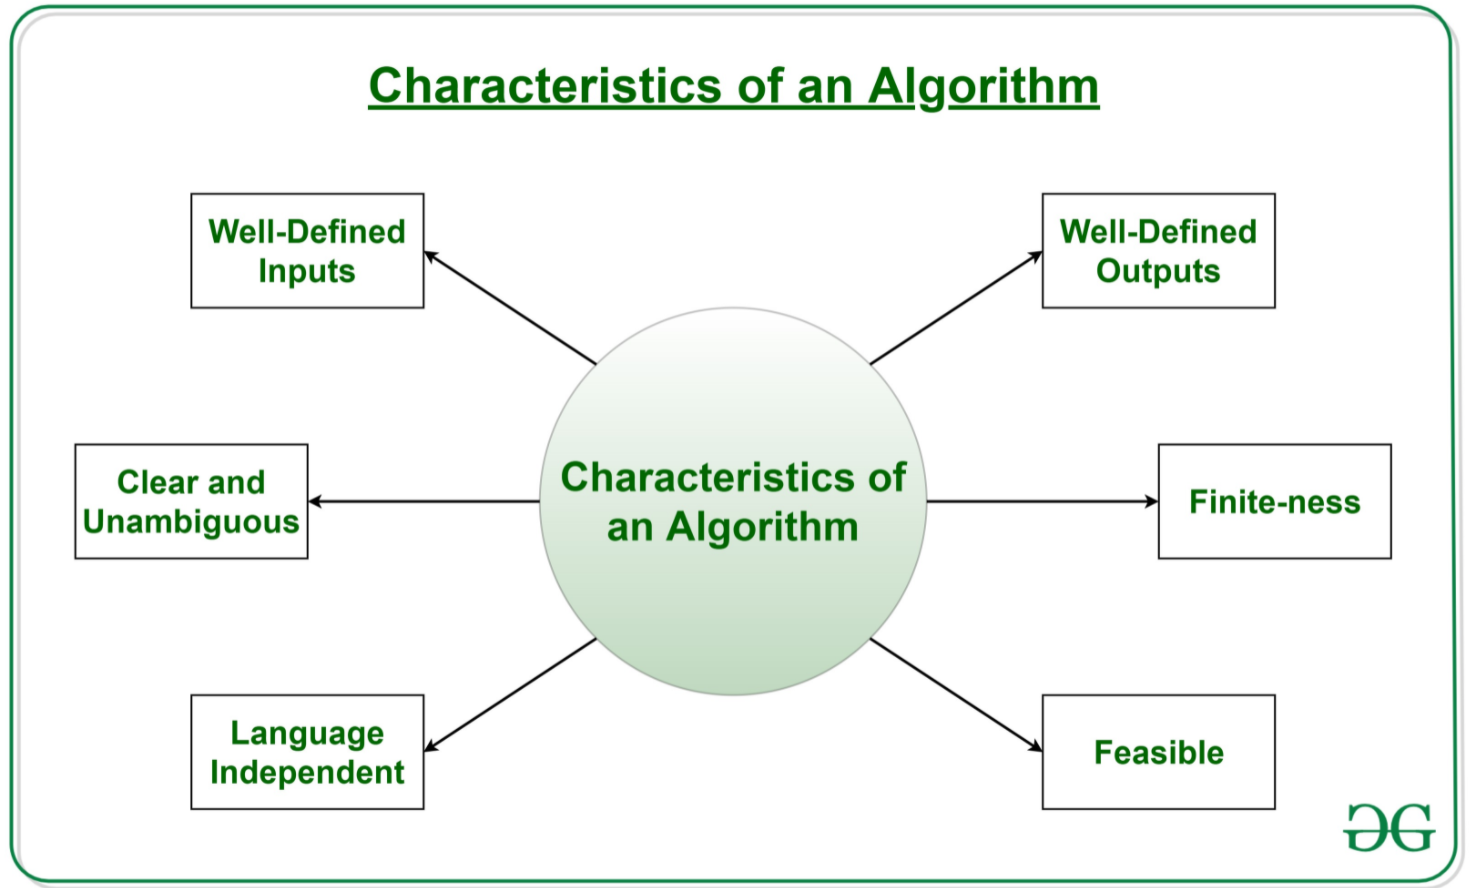 Characteristics of an Algorithm
Well-Defined
Inputs
Well-Defined
Outputs
Clear and
Unambiguous
Characteristics of
an Algorithm
Finite-ness
Language
Independent
Feasible